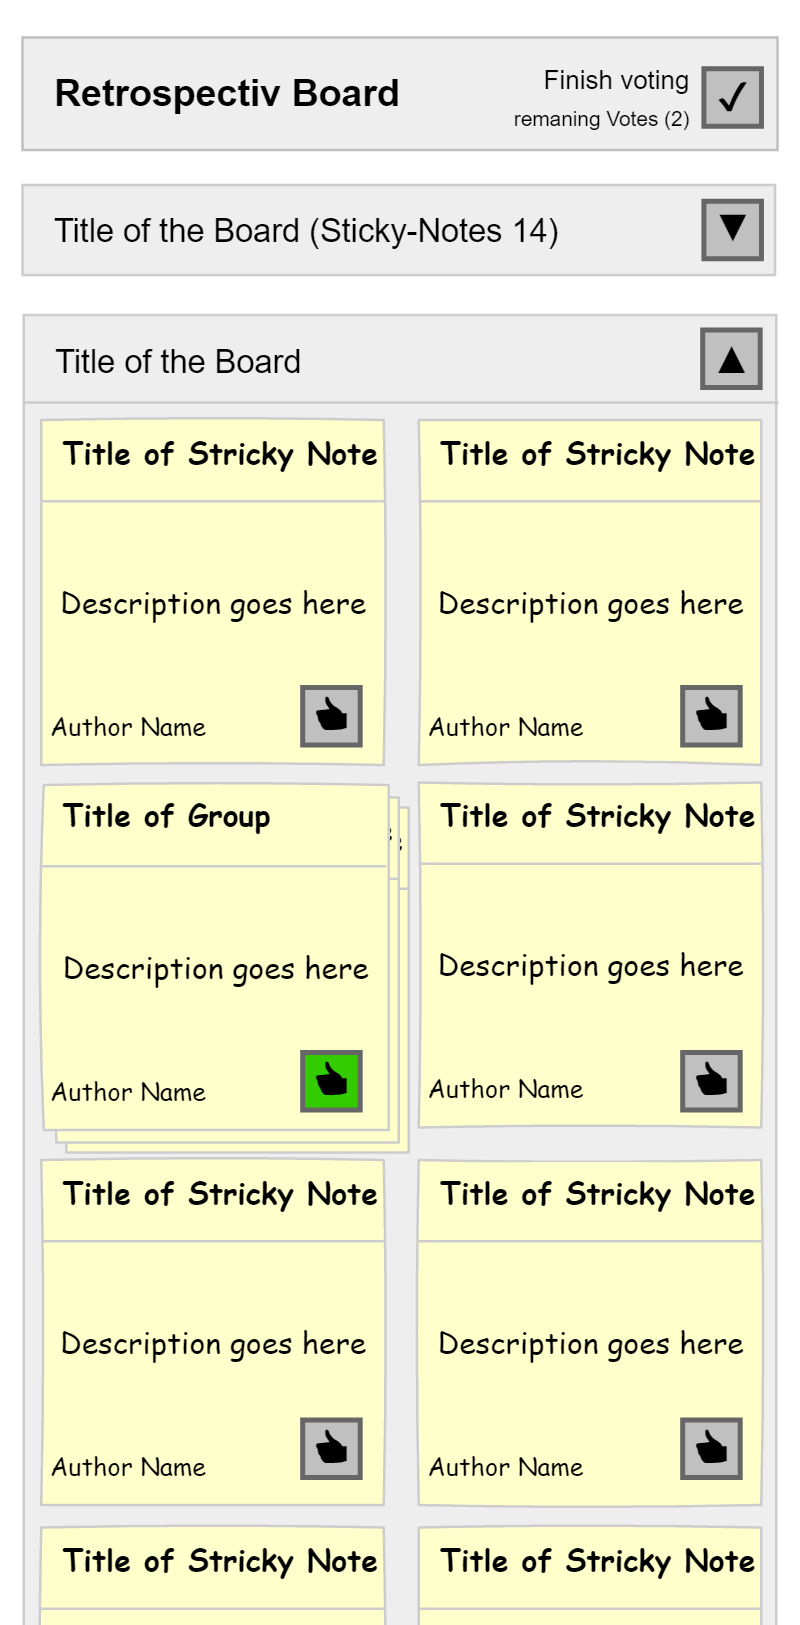 Retrospectiv Board
Finish voting
remaning Votes (2)
Title of the Board (Sticky-Notes 14)
Title of the Board
Title of Stricky Note
Description goes here
Author Name
Title of Stricky Note
Description goes here
Author Name
Title of Group
Description goes here
Author Name
Title of Stricky Note
Description goes here
Author Name
Title of Stricky Note
Description goes here
Author Name
Title of Stricky Note
Description goes here
Author Name
Title of Stricky Note
Title of Stricky Note